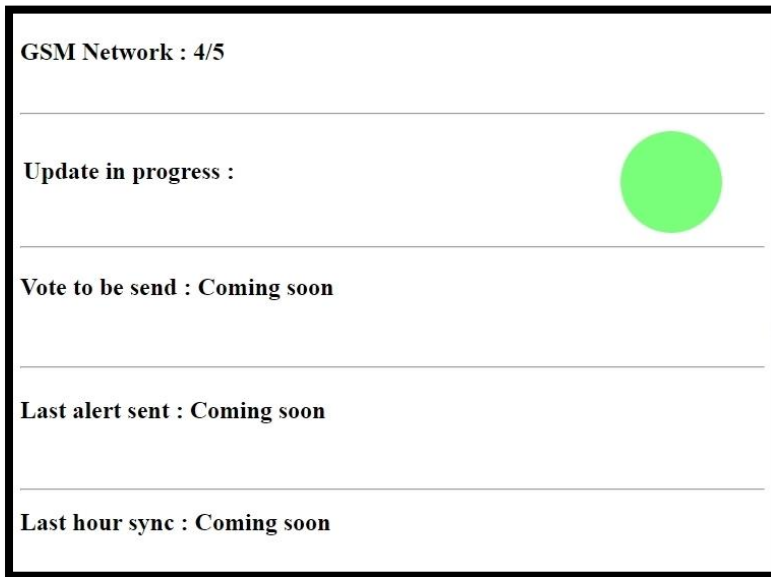 GSM Network : 4/5
Update in progress :
Vote to be send : Coming soon
Last alert sent : Coming soon
Last hour sync : Coming soon